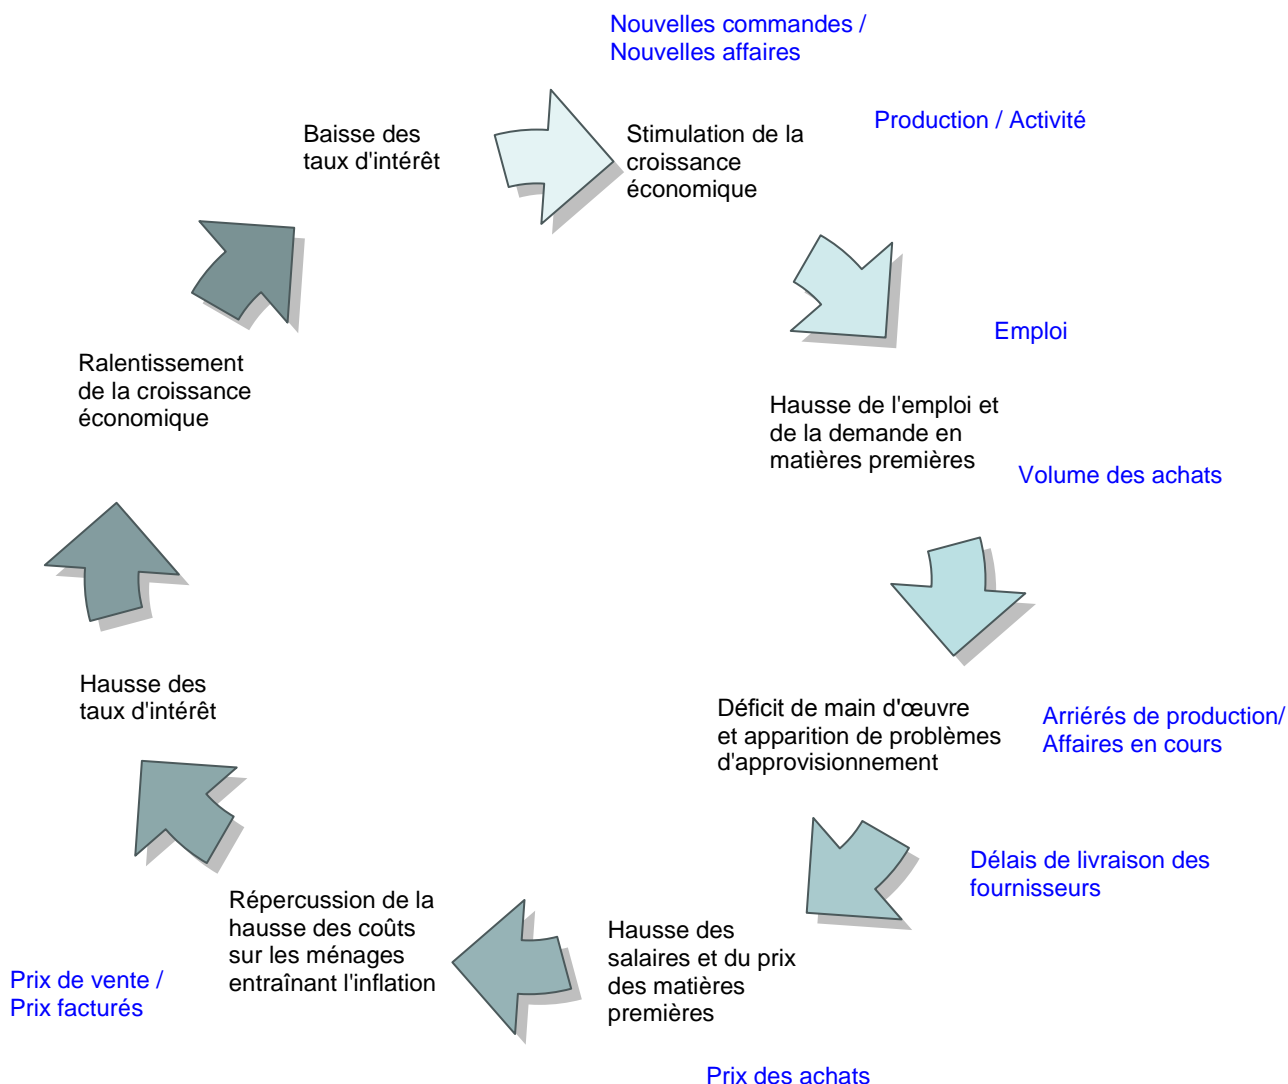 Nouvelles commandes /
Nouvelles affaires
Baisse des
taux d'intérêt
Stimulation de la
croissance
économique
Production / Activité
Emploi
Ralentissement
de la croissance
économique
Hausse de l'emploi et
de la demande en
matières premières
Volume des achats
Hausse des
taux d'intérêt
Déficit de main d'œuvre
et apparition de problèmes
d'approvisionnement
Arriérés de production/
Affaires en cours
Délais de livraison des
fournisseurs
Répercussion de la
hausse des coûts
sur les ménages
entraînant l'inflation
Hausse des
salaires et du prix
des matières
premières
Prix de vente /
Prix facturés
Prix des achats